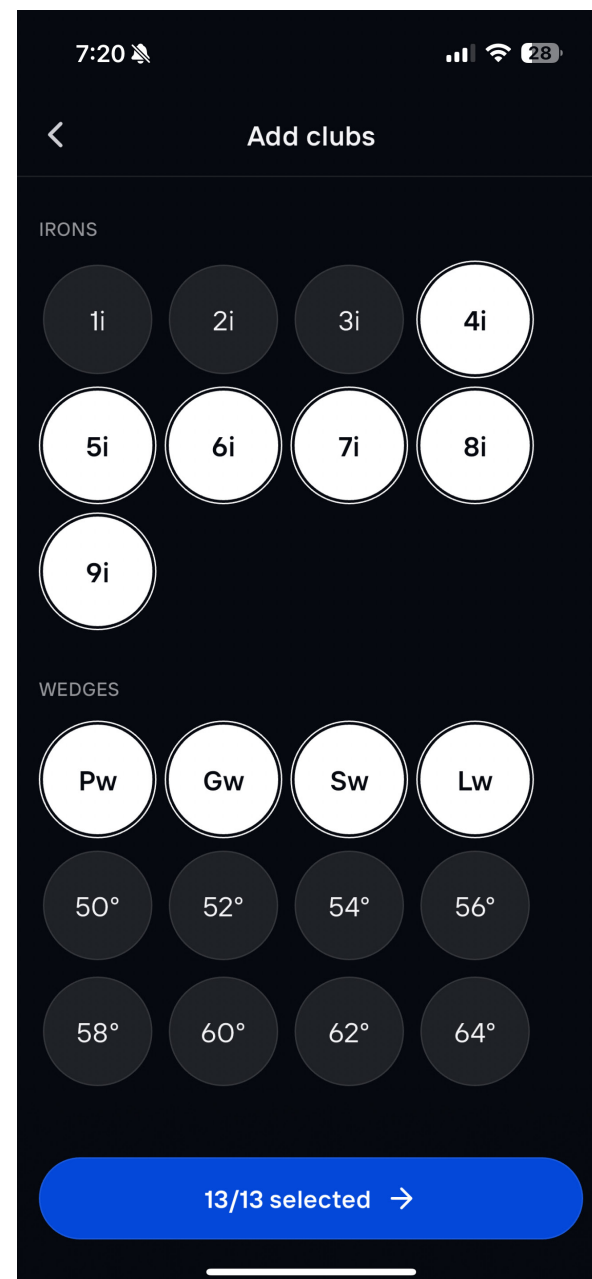 7:20
28
Add clubs
IRONS
1i 2i 3i 4i
5i 6i 7i 8i
9i
WEDGES
Pw Gw Sw Lw
50° 52° 54° 56°
58° 60° 62° 64°
13/13 selected →